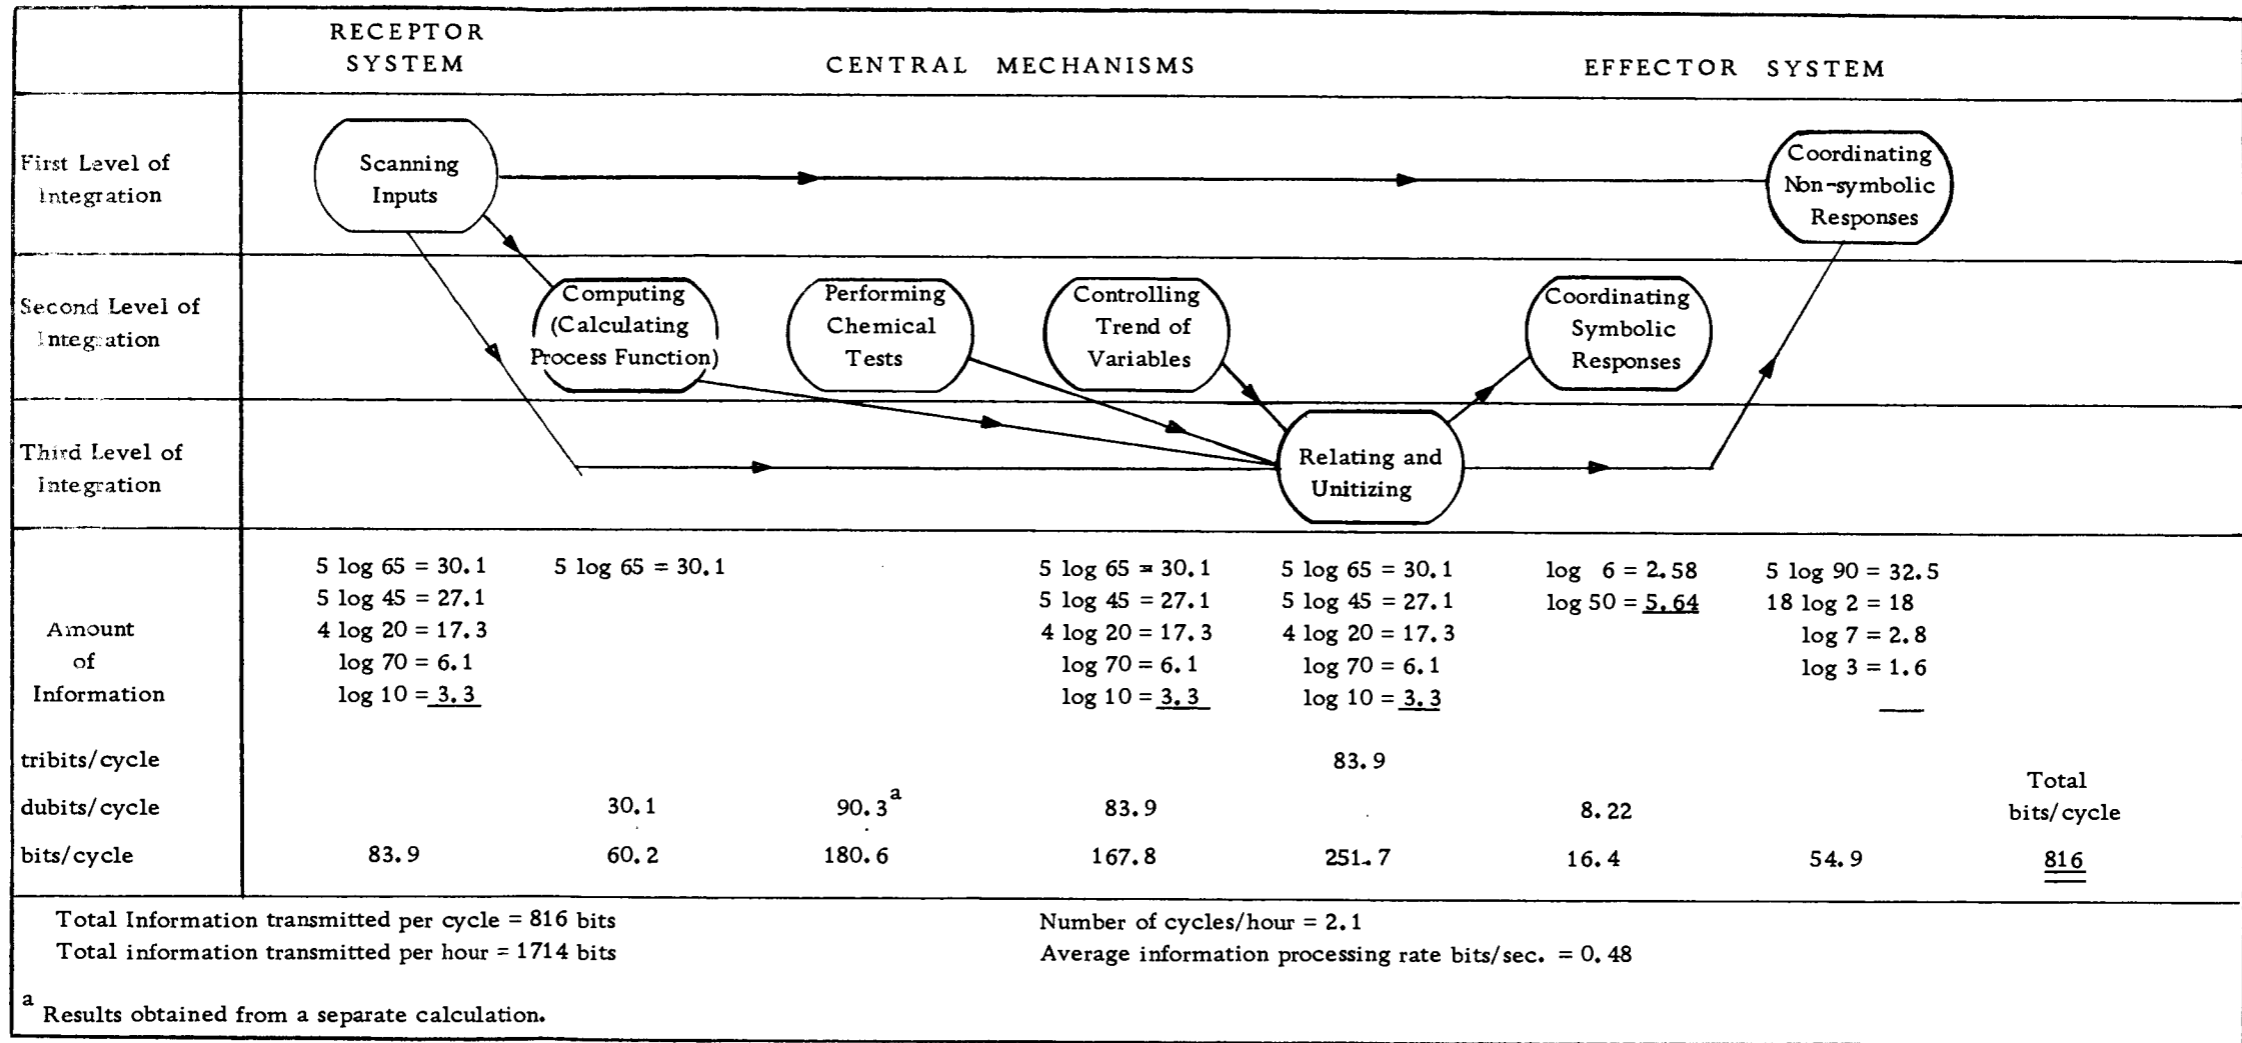 RECEPTOR
SYSTEM
CENTRAL MECHANISMS
EFFECTOR SYSTEM
First Level of
Integration
Scanning
Inputs
Coordinating
Non-symbolic
Responses
Second Level of
Integration
Computing
(Calculating
Process Function)
Performing
Chemical
Tests
Controlling
Trend of
Variables
Coordinating
Symbolic
Responses
Third Level of
Integration
Relating and
Unitizing
Amount
of
Information
5 log 65 = 30.1
5 log 45 = 27.1
4 log 20 = 17.3
log 70 = 6.1
log 10 = 3.3
5 log 65 = 30.1
5 log 65 = 30.1
5 log 45 = 27.1
4 log 20 = 17.3
log 70 = 6.1
log 10 = 3.3
5 log 65 = 30.1
5 log 45 = 27.1
4 log 20 = 17.3
log 70 = 6.1
log 10 = 3.3
log 6 = 2.58
log 50 = 5.64
5 log 90 = 32.5
18 log 2 = 18
log 7 = 2.8
log 3 = 1.6
tribits/cycle 83.9
dubits/cycle 30.1 90.3a 83.9 8.22
Total
bits/cycle
bits/cycle 83.9 60.2 180.6 167.8 251.7 16.4 54.9 816
Total Information transmitted per cycle = 816 bits
Total information transmitted per hour = 1714 bits
Number of cycles/hour = 2.1
Average information processing rate bits/sec. = 0.48
a Results obtained from a separate calculation.